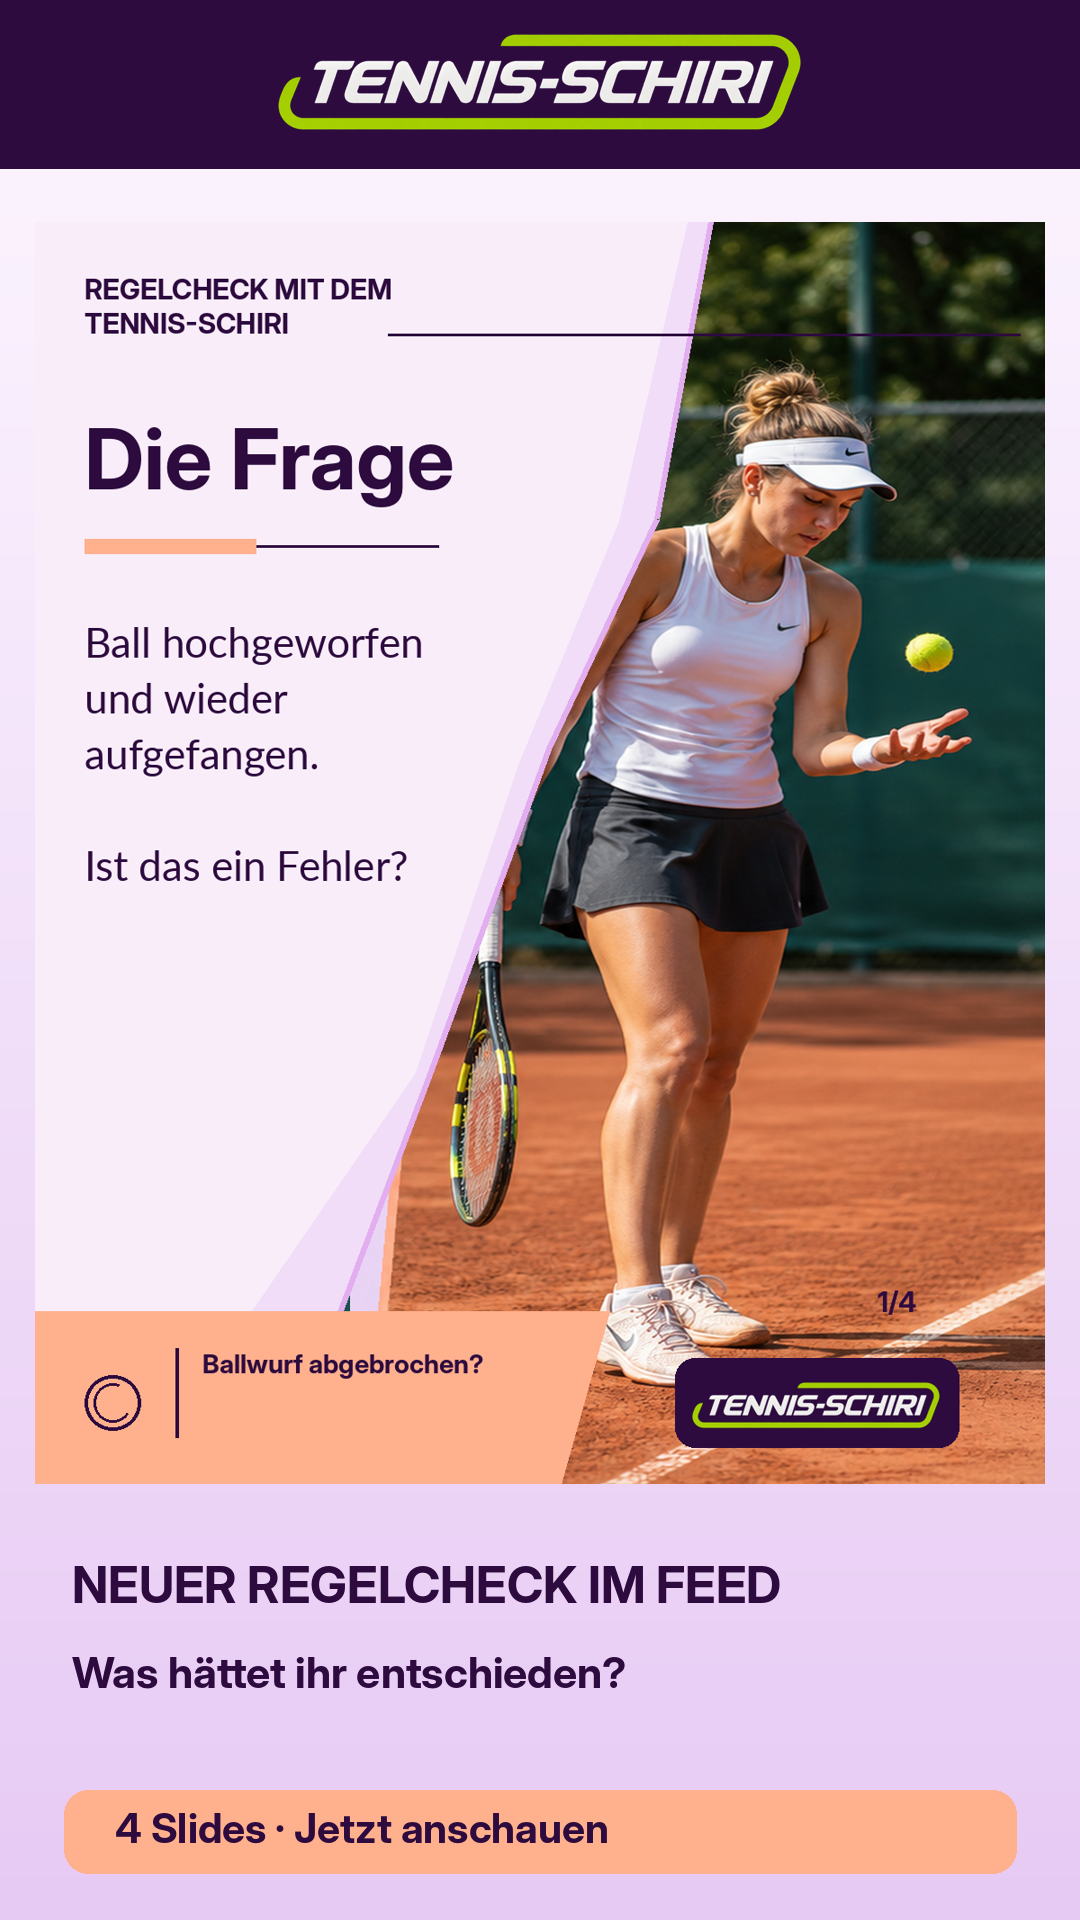 TENNIS-SCHIRI
REGELCHECK MIT DEM
TENNIS-SCHIRI
Die Frage
Ball hochgeworfen
und wieder
aufgefangen.
Ist das ein Fehler?
1/4
Ballwurf abgebrochen?
TENNIS-SCHIRI
NEUER REGELCHECK IM FEED
Was hättet ihr entschieden?
4 Slides · Jetzt anschauen